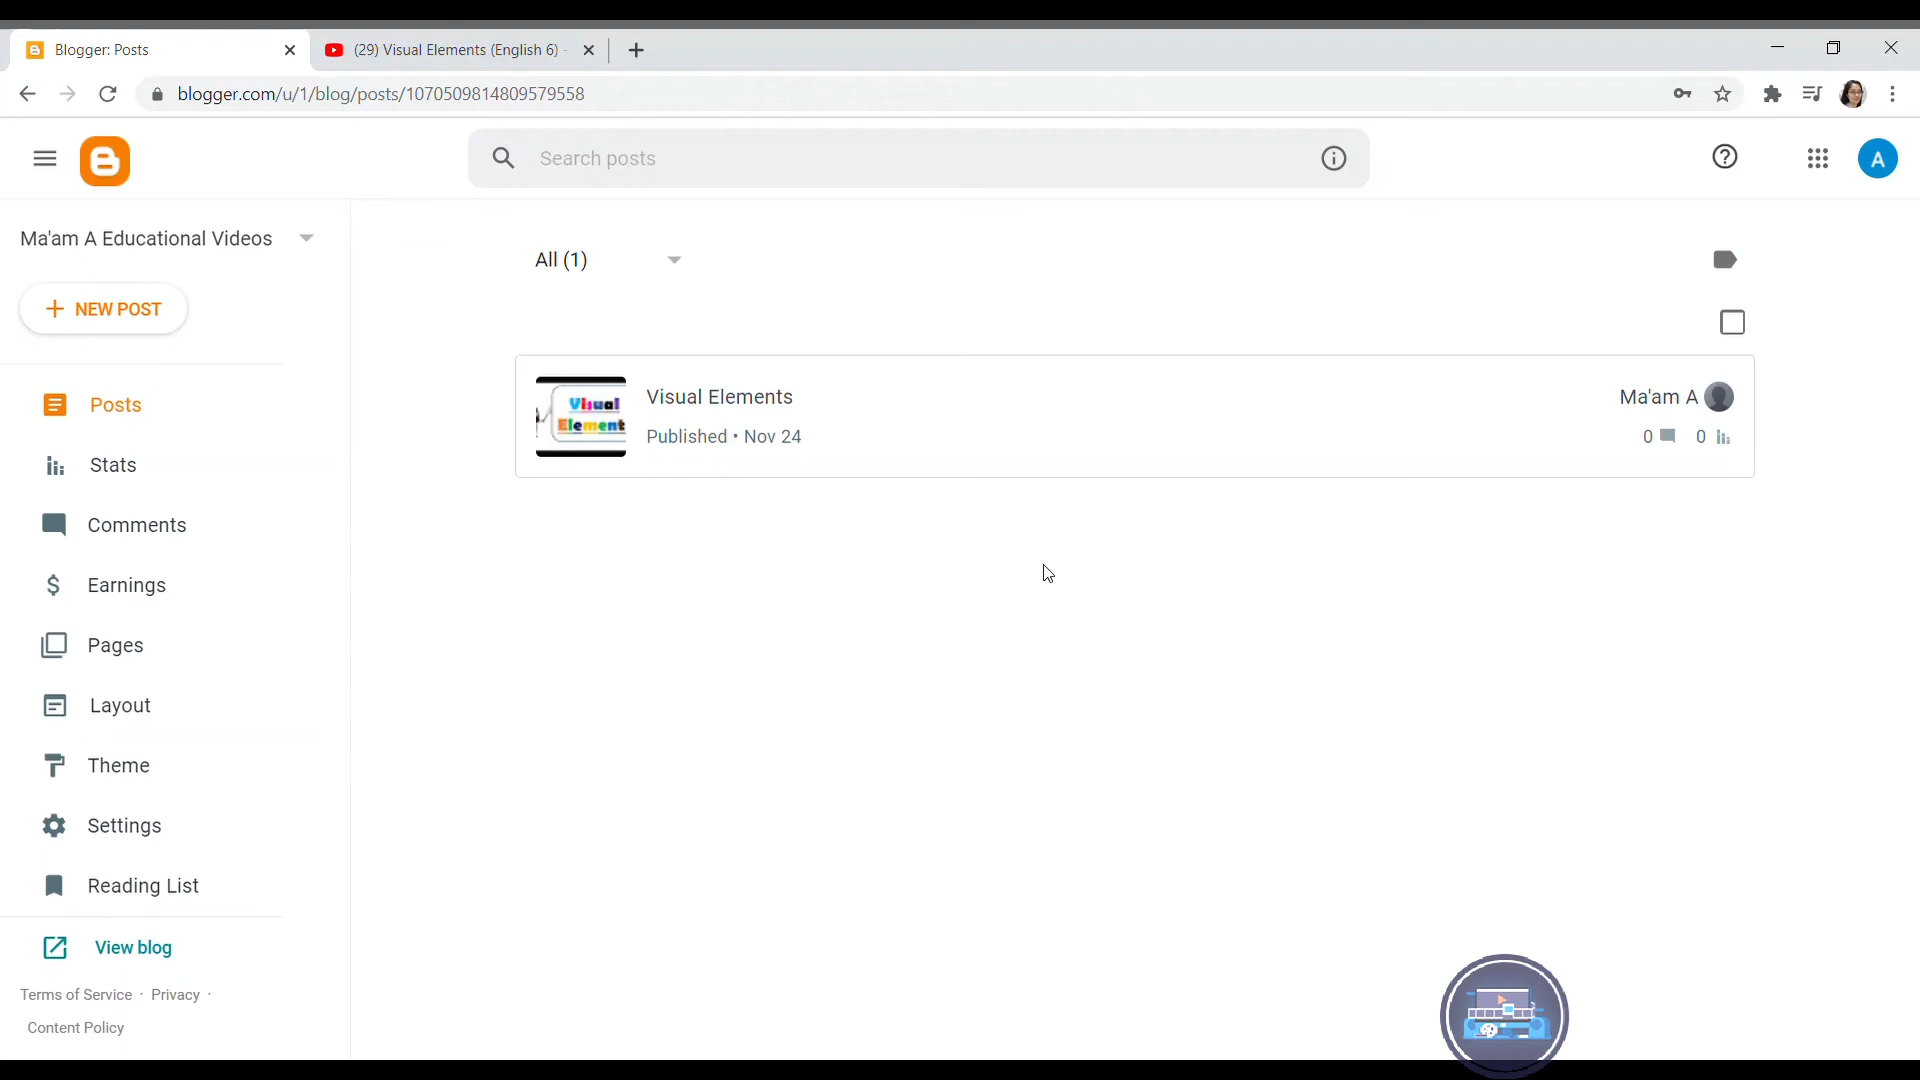 Blogger: Posts
(29) Visual Elements (English 6) -
blogger.com/u/1/blog/posts/1070509814809579558
Search posts
A
Ma'am A Educational Videos
All (1)
NEW POST
Visual Element
Visual Elements
Published • Nov 24
Ma'am A
0
0
Posts
Stats
Comments
Earnings
Pages
Layout
Theme
Settings
Reading List
View blog
Terms of Service · Privacy ·
Content Policy